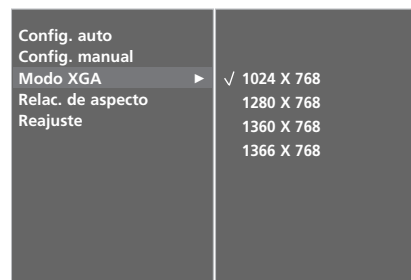 Config. auto
Config. manual
Modo XGA ►
Relac. de aspecto
Reajuste
√ 1024 X 768
1280 X 768
1360 X 768
1366 X 768